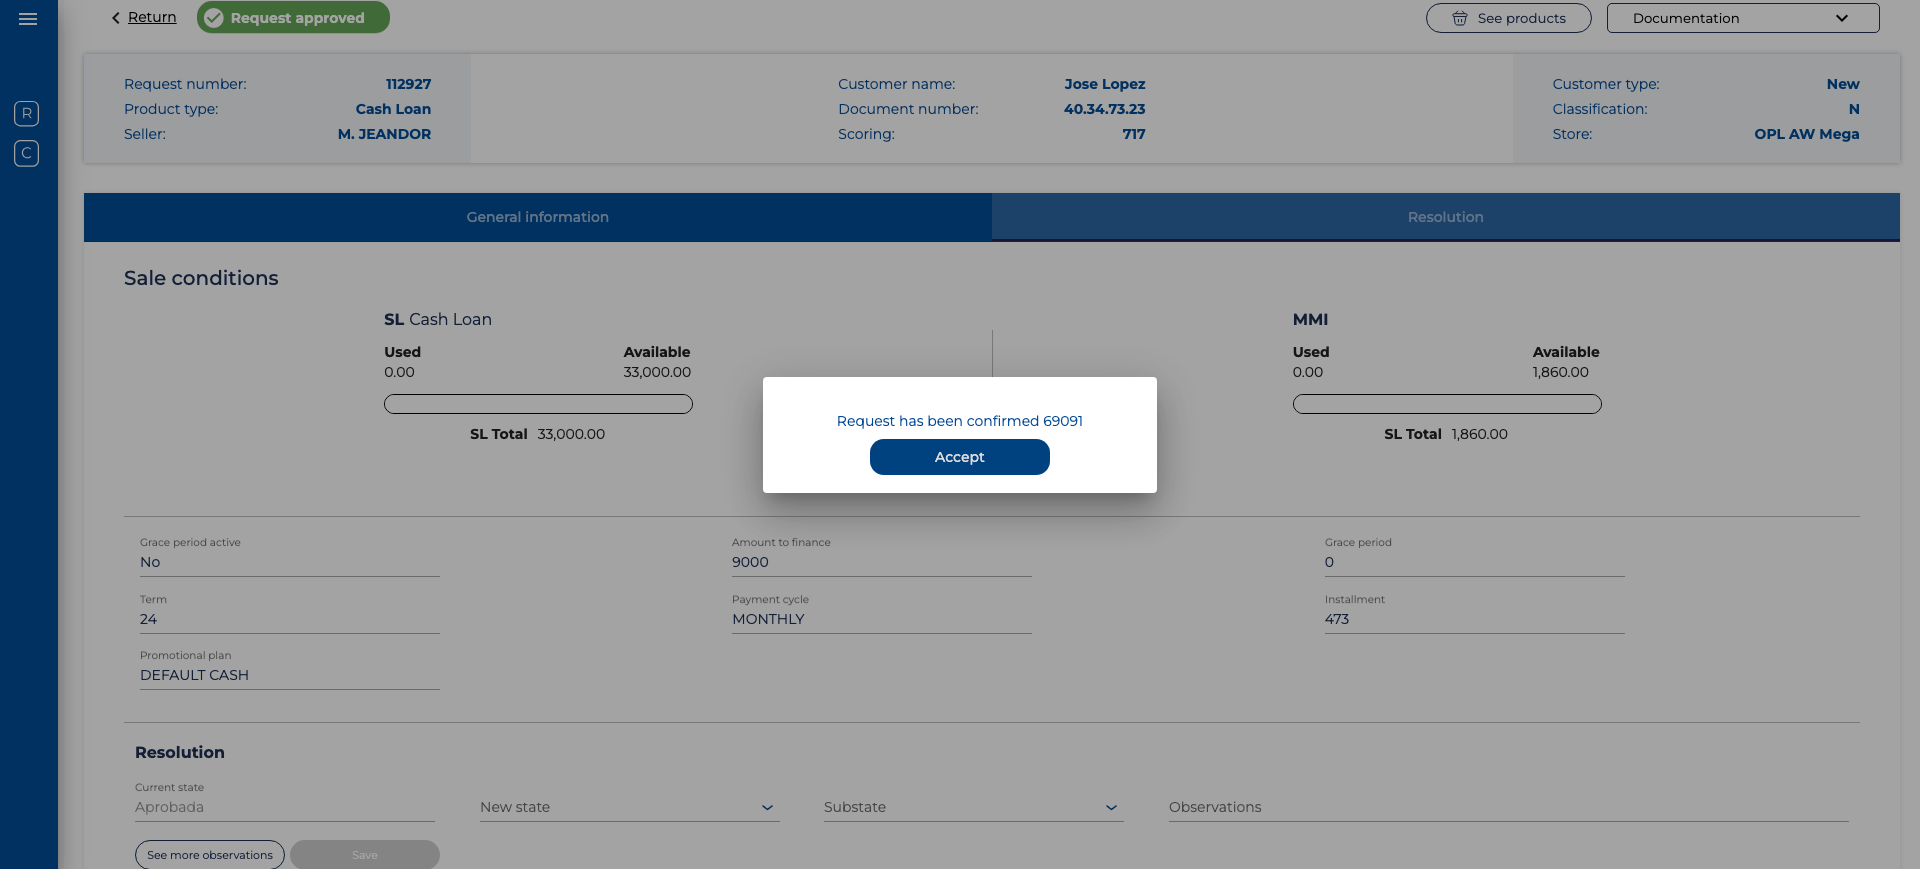 Return
Request approved
See products
Documentation
R
C
Request number: 112927
Product type: Cash Loan
Seller: M. JEANDOR
Customer name: Jose Lopez
Document number: 40.34.73.23
Scoring: 717
Customer type: New
Classification: N
Store: OPL AW Mega
General information
Resolution
Sale conditions
SL Cash Loan
Used Available
0.00 33,000.00
SL Total 33,000.00
MMI
Used Available
0.00 1,860.00
SL Total 1,860.00
Request has been confirmed 69091
Accept
Grace period active
No
Amount to finance
9000
Grace period
0
Term
24
Payment cycle
MONTHLY
Installment
473
Promotional plan
DEFAULT CASH
Resolution
Current state
Aprobada
New state
Substate
Observations
See more observations
Save